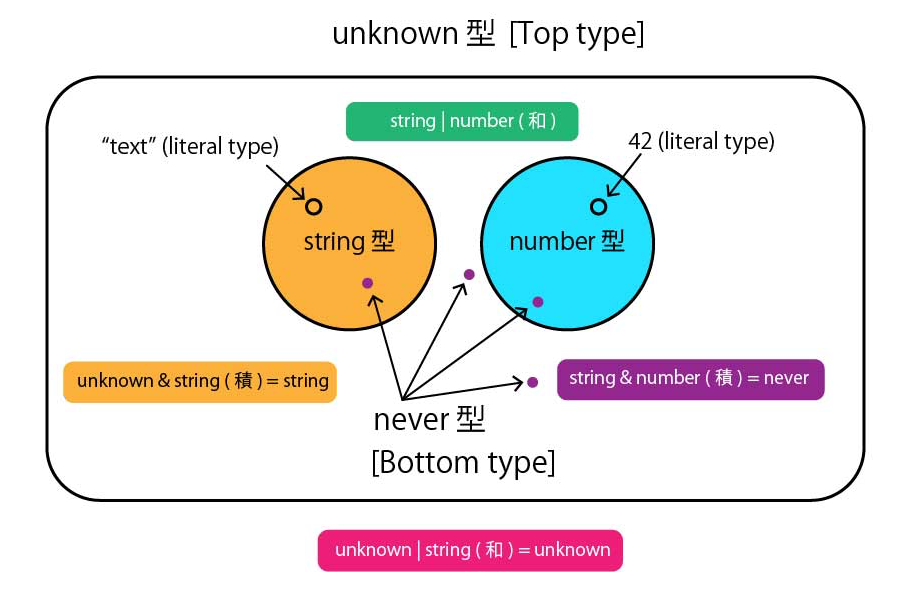 unknown 型 [Top type]
string | number ( 和 )
“text” (literal type)
42 (literal type)
string 型
number 型
unknown & string ( 積 ) = string
string & number ( 積 ) = never
never 型
[Bottom type]
unknown | string ( 和 ) = unknown